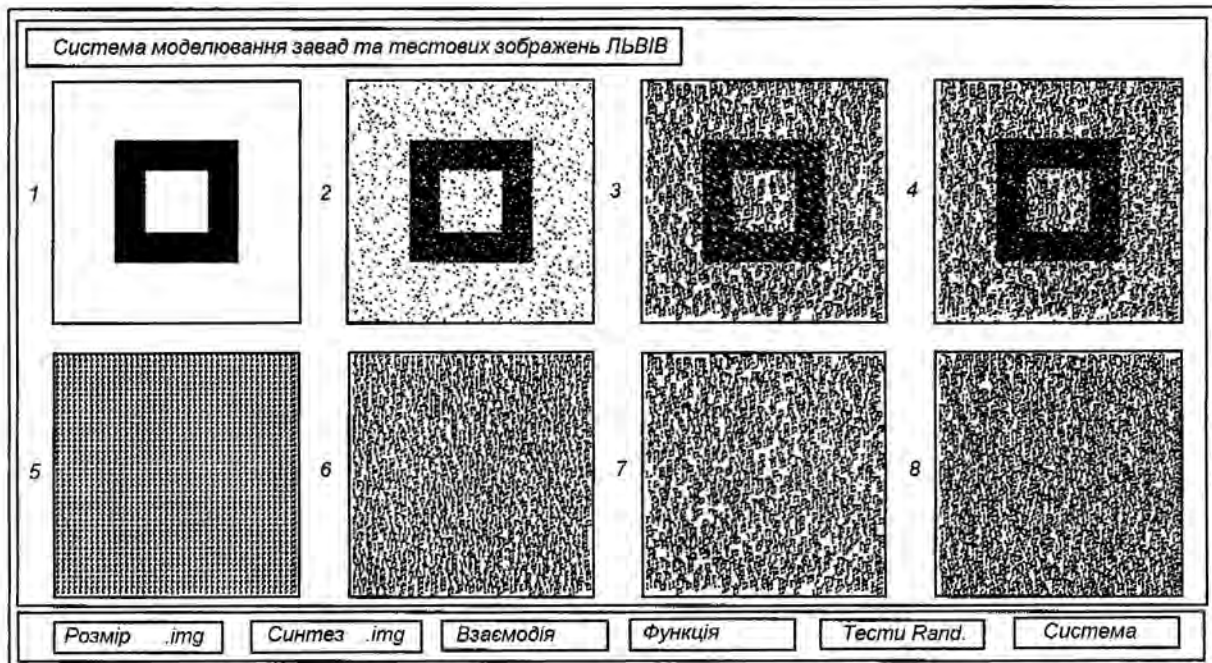 Система моделювання завад та тестових зображень ЛЬВІВ
1 2 3 4
5 6 7 8
Розмір .img Синтез .img Взаємодія Функція Тести Rand. Система